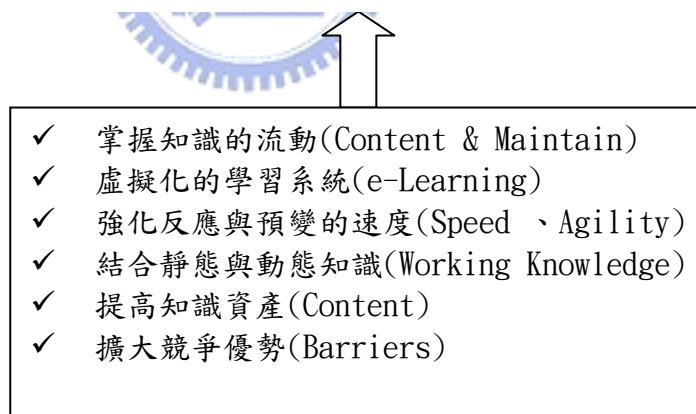 ✓ 掌握知識的流動(Content & Maintain)
✓ 虛擬化的學習系統(e-Learning)
✓ 強化反應與預變的速度(Speed 、Agility)
✓ 結合靜態與動態知識(Working Knowledge)
✓ 提高知識資產(Content)
✓ 擴大競爭優勢(Barriers)